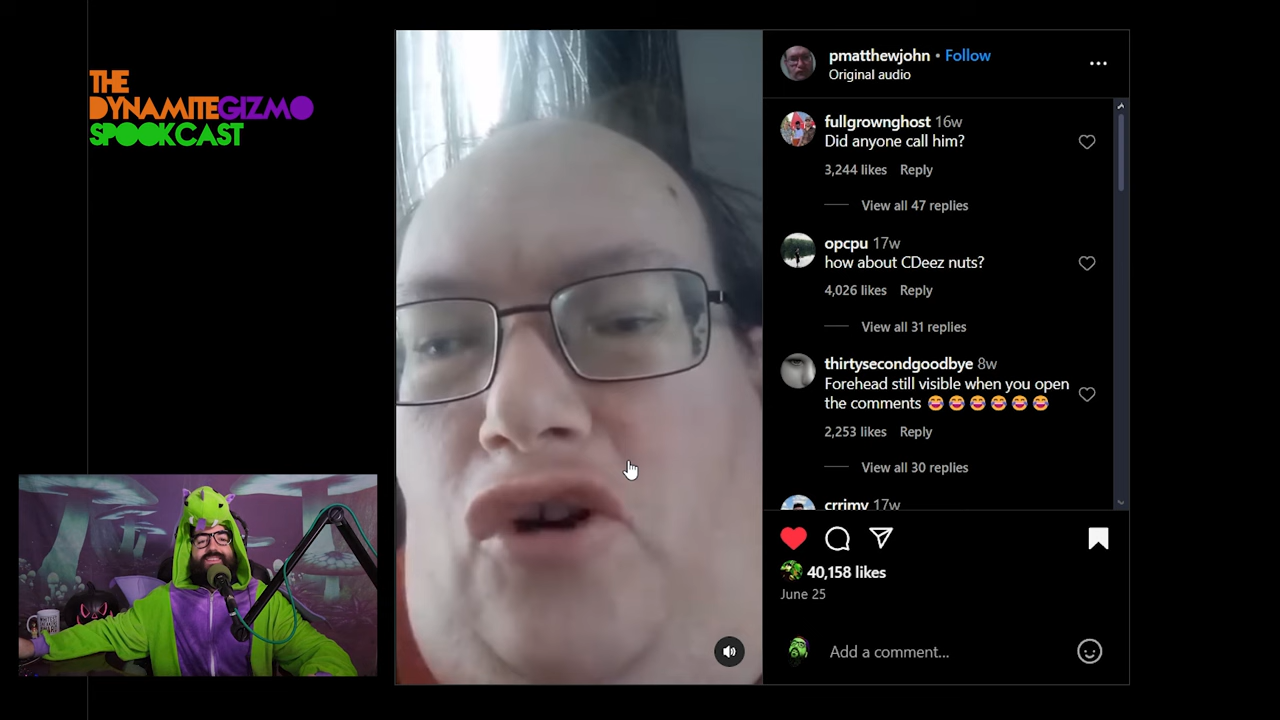 THE
DYNAMITEGIZMO
SPOOKCAST
pmatthewjohn • Follow
Original audio
fullgrownghost 16w
Did anyone call him?
3,244 likes Reply
View all 47 replies
opcpu 17w
how about CDeez nuts?
4,026 likes Reply
View all 31 replies
thirtysecondgoodbye 8w
Forehead still visible when you open
the comments 😂😂😂😂😂😂
2,253 likes Reply
View all 30 replies
crrimy 17w
40,158 likes
June 25
Add a comment...